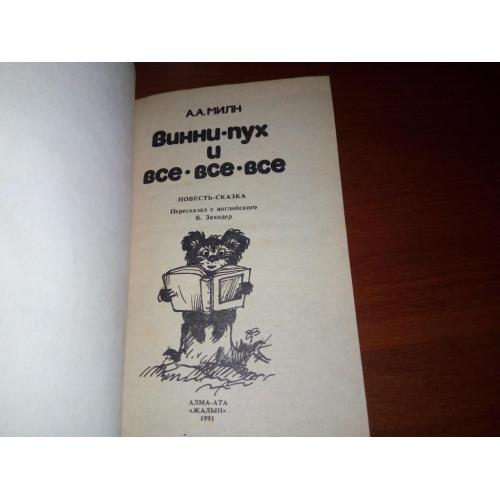 А.А.МИЛН
Винни-пух
и
все·все·все
ПОВЕСТЬ-СКАЗКА
Пересказал с английского
Б. Заходер
АЛМА-АТА
«ЖАЛЫН»
1991